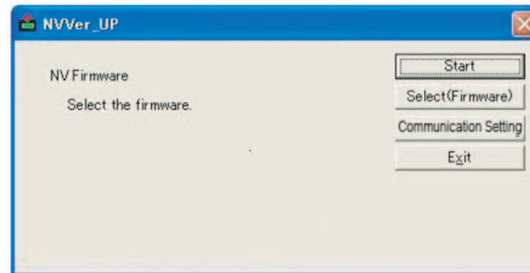 NVVer_UP
NV Firmware
Select the firmware.
Start
Select(Firmware)
Communication Setting
Exit